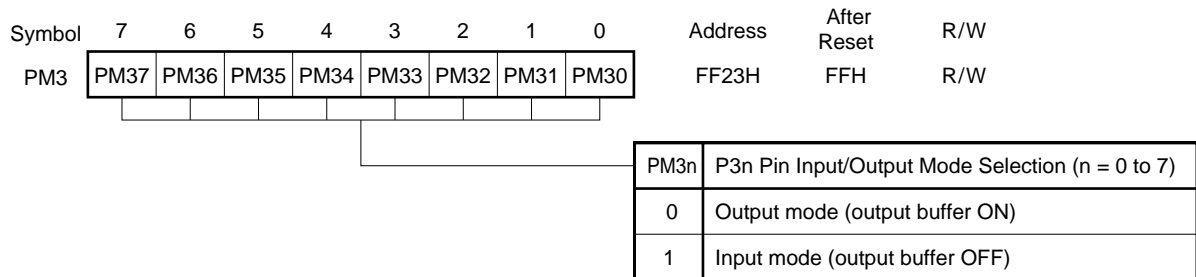 Symbol 7 6 5 4 3 2 1 0 Address After Reset R/W
PM3 PM37 PM36 PM35 PM34 PM33 PM32 PM31 PM30 FF23H FFH R/W
PM3n P3n Pin Input/Output Mode Selection (n = 0 to 7)
0 Output mode (output buffer ON)
1 Input mode (output buffer OFF)